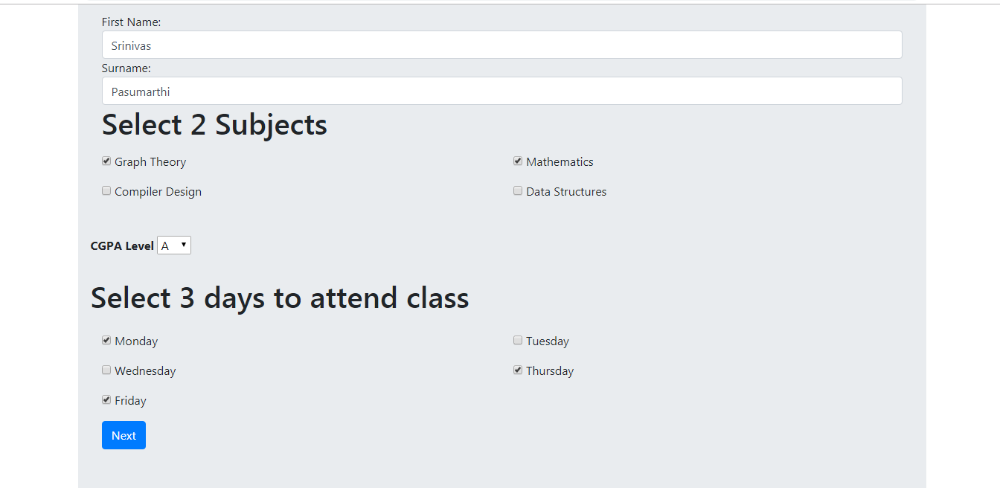 First Name:
Srinivas
Surname:
Pasumarthi
Select 2 Subjects
Graph Theory
Mathematics
Compiler Design
Data Structures
CGPA Level A
Select 3 days to attend class
Monday
Tuesday
Wednesday
Thursday
Friday
Next